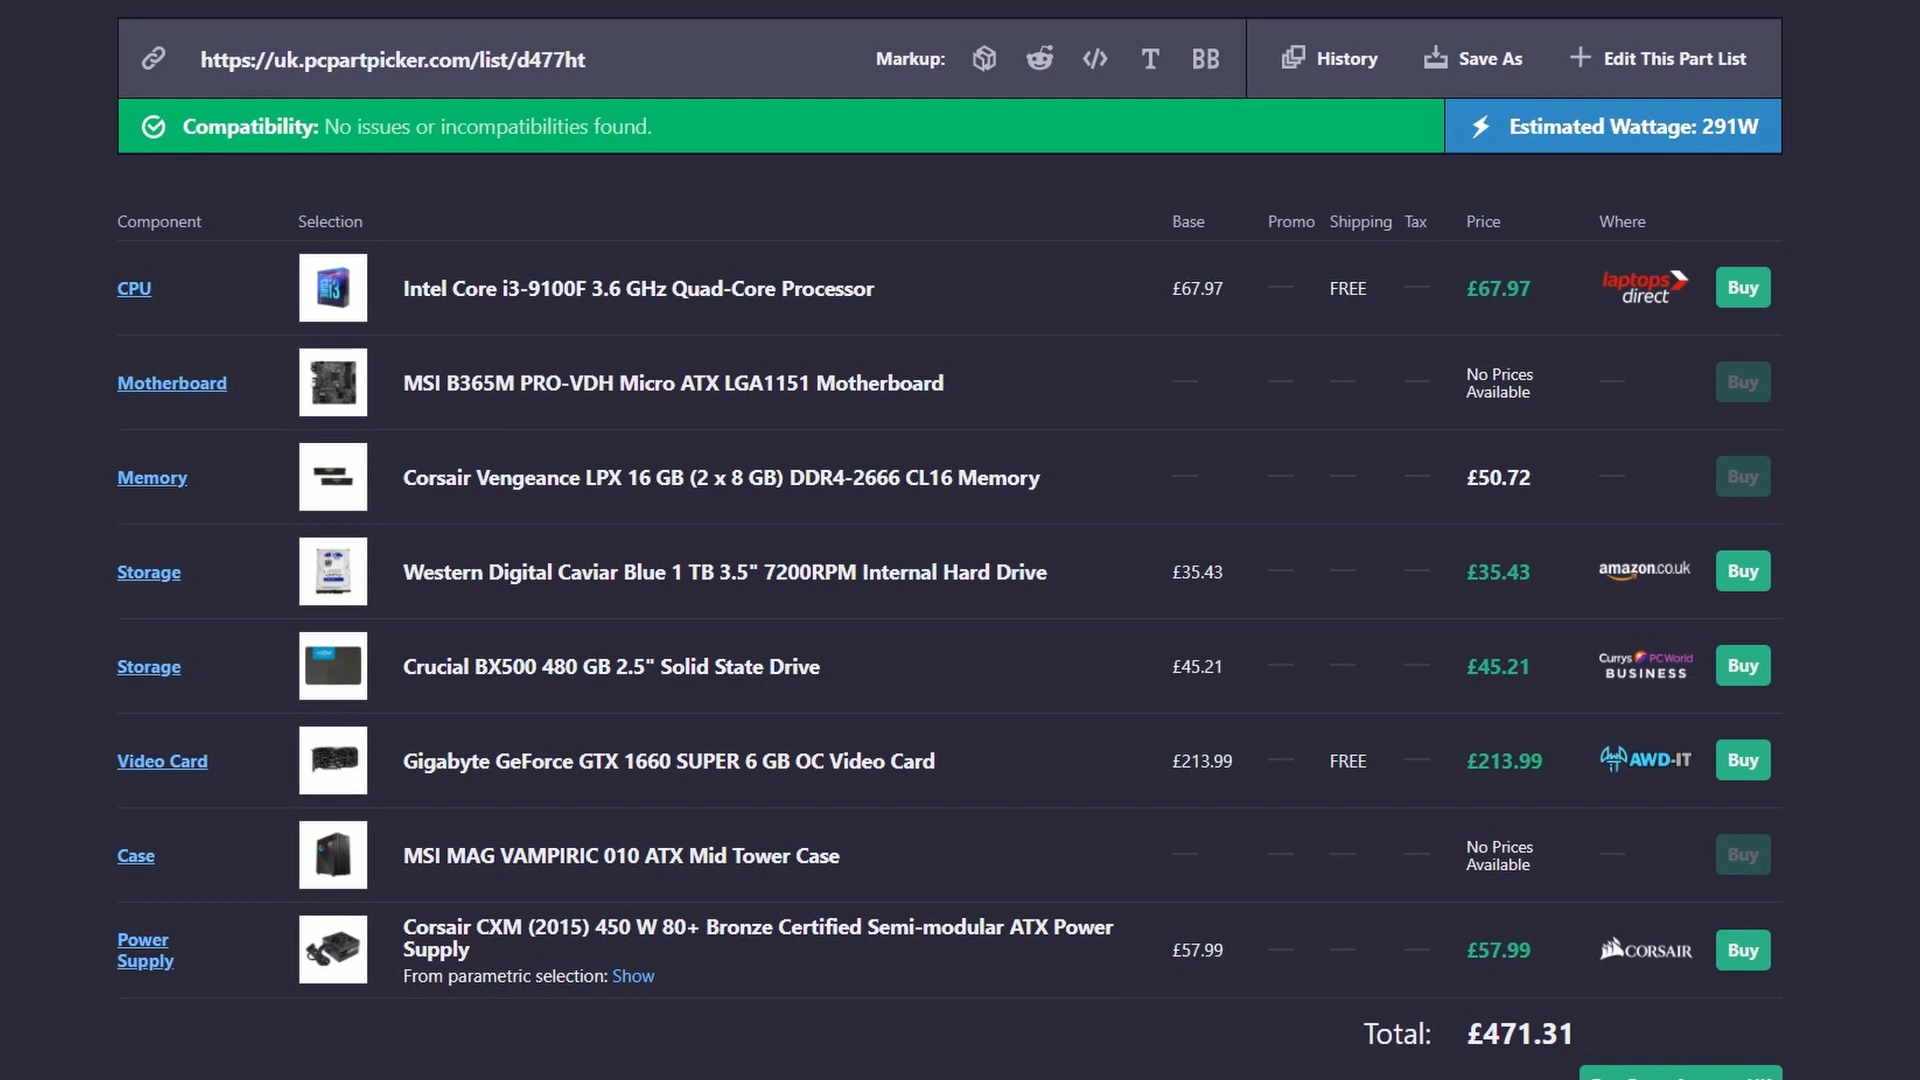 https://uk.pcpartpicker.com/list/d477ht Markup: T BB History Save As Edit This Part List
Compatibility: No issues or incompatibilities found. Estimated Wattage: 291W
Component Selection Base Promo Shipping Tax Price Where
CPU Intel Core i3-9100F 3.6 GHz Quad-Core Processor £67.97 — FREE — £67.97 laptops direct Buy
Motherboard MSI B365M PRO-VDH Micro ATX LGA1151 Motherboard — — — — No Prices Available — Buy
Memory Corsair Vengeance LPX 16 GB (2 x 8 GB) DDR4-2666 CL16 Memory — — — — £50.72 — Buy
Storage Western Digital Caviar Blue 1 TB 3.5" 7200RPM Internal Hard Drive £35.43 — — — £35.43 amazon.co.uk Buy
Storage Crucial BX500 480 GB 2.5" Solid State Drive £45.21 — — — £45.21 Currys PC World BUSINESS Buy
Video Card Gigabyte GeForce GTX 1660 SUPER 6 GB OC Video Card £213.99 — FREE — £213.99 AWD-IT Buy
Case MSI MAG VAMPIRIC 010 ATX Mid Tower Case — — — — No Prices Available — Buy
Power Supply Corsair CXM (2015) 450 W 80+ Bronze Certified Semi-modular ATX Power Supply £57.99 — — — £57.99 CORSAIR Buy
From parametric selection: Show
Total: £471.31